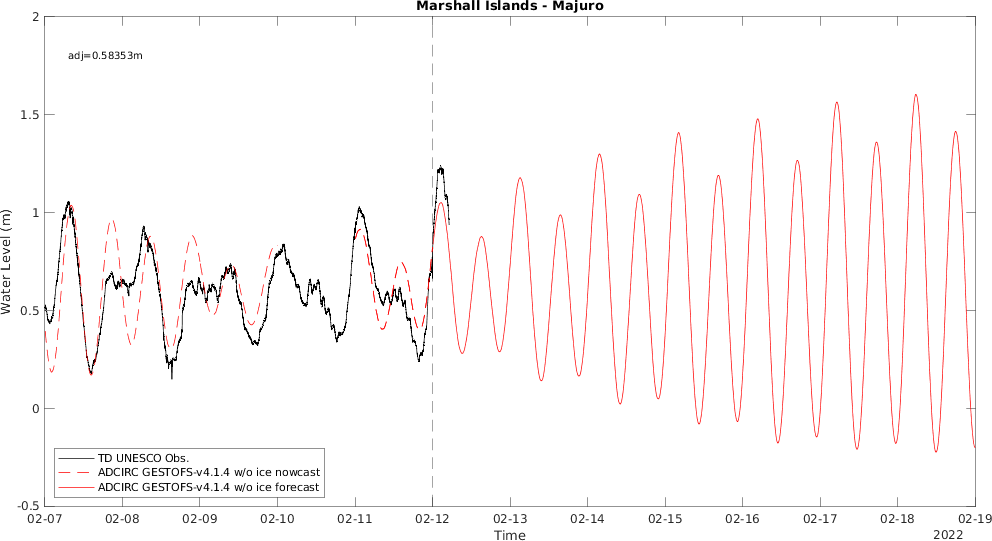 Marshall Islands - Majuro
adj=0.58353m
2
1.5
1
0.5
0
-0.5
Water Level (m)
TD UNESCO Obs.
ADCIRC GESTOFS-v4.1.4 w/o ice nowcast
ADCIRC GESTOFS-v4.1.4 w/o ice forecast
02-07 02-08 02-09 02-10 02-11 02-12 02-13 02-14 02-15 02-16 02-17 02-18 02-19
Time
2022